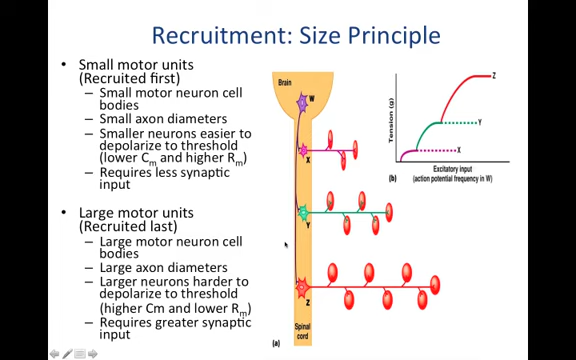 Recruitment: Size Principle
• Small motor units
(Recruited first)
– Small motor neuron cell
bodies
– Small axon diameters
– Smaller neurons easier to
depolarize to threshold
(lower Cm and higher Rm)
– Requires less synaptic
input
• Large motor units
(Recruited last)
– Large motor neuron cell
bodies
– Large axon diameters
– Larger neurons harder to
depolarize to threshold
(higher Cm and lower Rm)
– Requires greater synaptic
input
Brain
W
X
Y
Z
Spinal
cord
(a)
Tension (g)
Z
Y
X
Excitatory input
(action potential frequency in W)
(b)